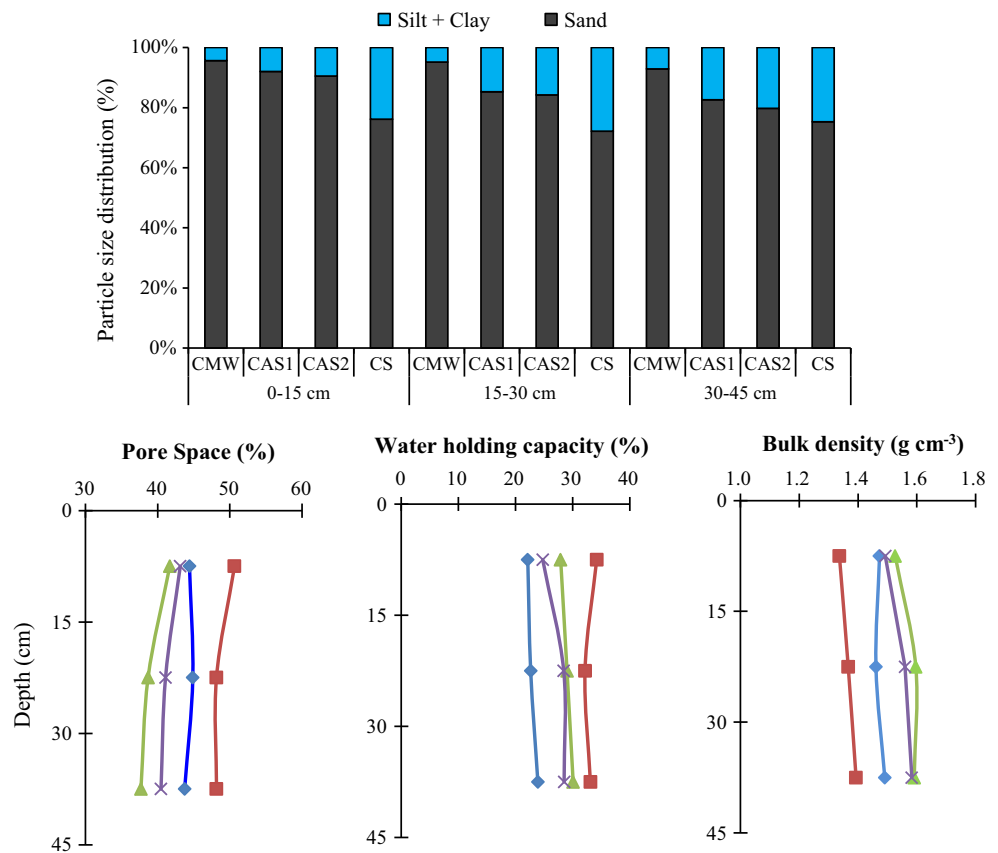 Silt + Clay Sand
Particle size distribution (%)
100%
80%
60%
40%
20%
0%
CMW CAS1 CAS2 CS CMW CAS1 CAS2 CS CMW CAS1 CAS2 CS
0-15 cm 15-30 cm 30-45 cm
Pore Space (%)
30 40 50 60
Depth (cm)
0
15
30
45
Water holding capacity (%)
0 10 20 30 40
0
15
30
45
Bulk density (g cm-3)
1.0 1.2 1.4 1.6 1.8
0
15
30
45